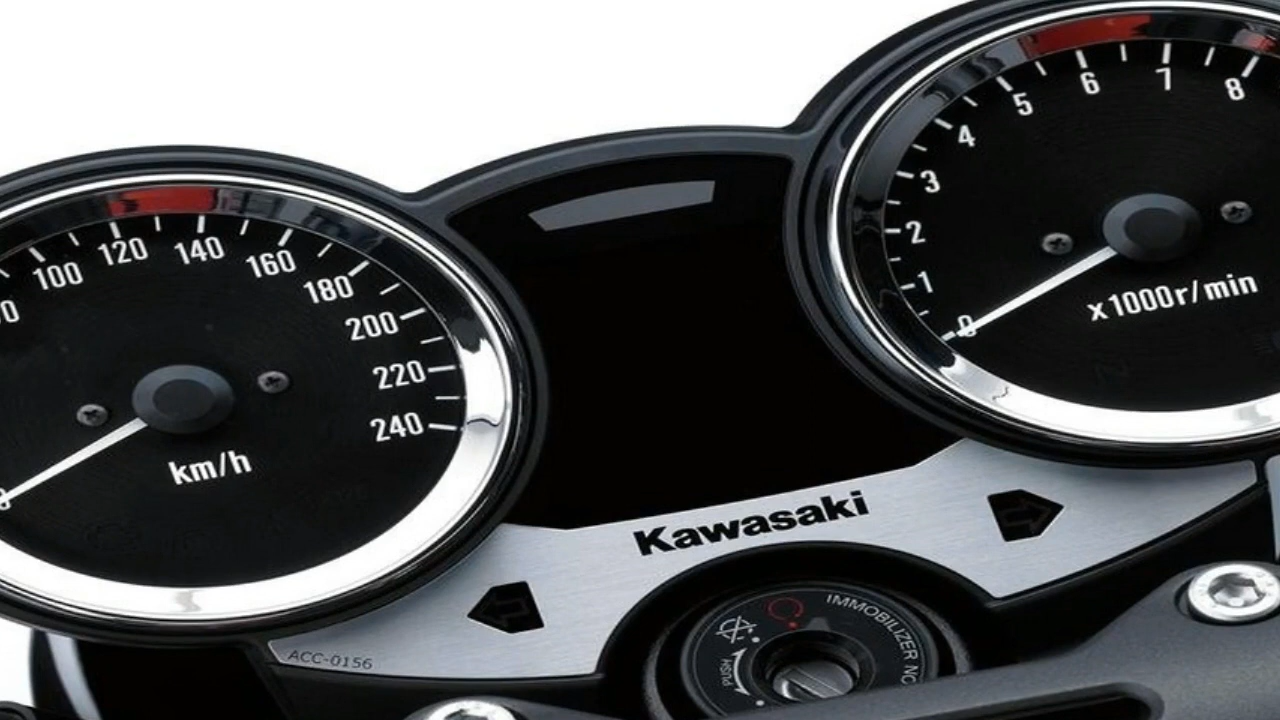 100
120
140
160
180
200
220
240
km/h
0
1
2
3
4
5
6
7
8
x1000r/min
Kawasaki
ACC-0156
IMMOBILIZER
PUSH